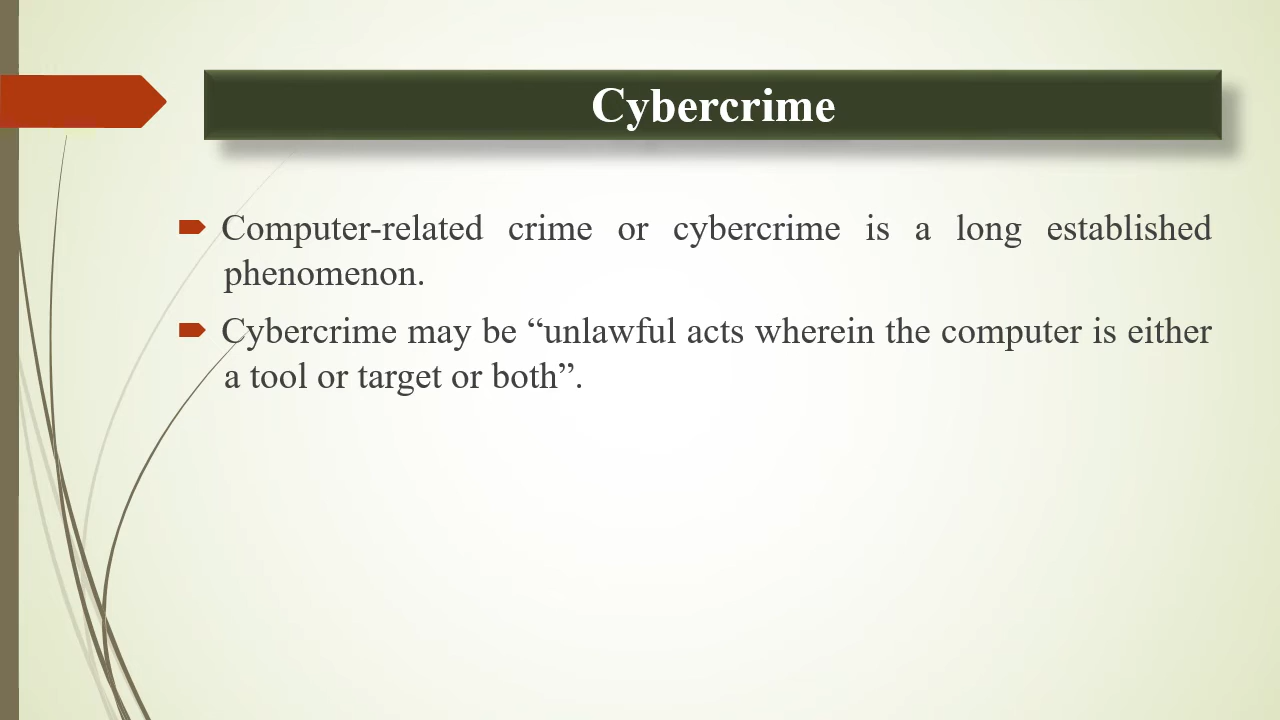 Cybercrime
Computer-related crime or cybercrime is a long established
phenomenon.
Cybercrime may be “unlawful acts wherein the computer is either
a tool or target or both”.